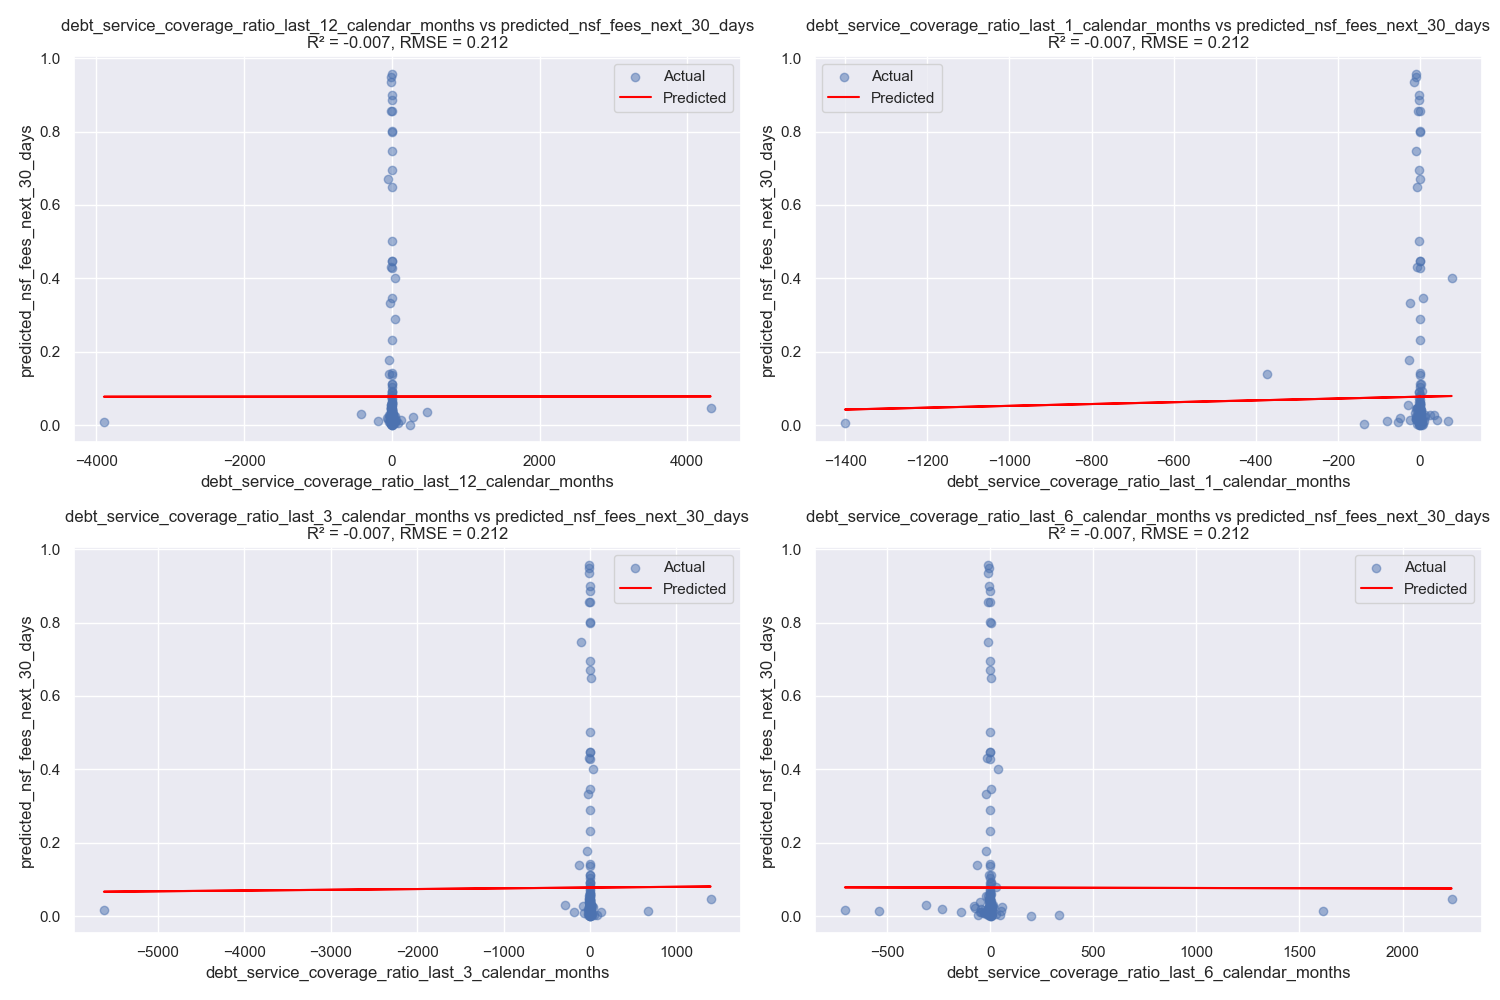 debt_service_coverage_ratio_last_12_calendar_months vs predicted_nsf_fees_next_30_days
R² = -0.007, RMSE = 0.212
1.0
0.8
0.6
0.4
0.2
0.0
predicted_nsf_fees_next_30_days
Actual
Predicted
−4000 −2000 0 2000 4000
debt_service_coverage_ratio_last_12_calendar_months
debt_service_coverage_ratio_last_1_calendar_months vs predicted_nsf_fees_next_30_days
R² = -0.007, RMSE = 0.212
1.0
0.8
0.6
0.4
0.2
0.0
predicted_nsf_fees_next_30_days
Actual
Predicted
−1400 −1200 −1000 −800 −600 −400 −200 0
debt_service_coverage_ratio_last_1_calendar_months
debt_service_coverage_ratio_last_3_calendar_months vs predicted_nsf_fees_next_30_days
R² = -0.007, RMSE = 0.212
1.0
0.8
0.6
0.4
0.2
0.0
predicted_nsf_fees_next_30_days
Actual
Predicted
−5000 −4000 −3000 −2000 −1000 0 1000
debt_service_coverage_ratio_last_3_calendar_months
debt_service_coverage_ratio_last_6_calendar_months vs predicted_nsf_fees_next_30_days
R² = -0.007, RMSE = 0.212
1.0
0.8
0.6
0.4
0.2
0.0
predicted_nsf_fees_next_30_days
Actual
Predicted
−500 0 500 1000 1500 2000
debt_service_coverage_ratio_last_6_calendar_months